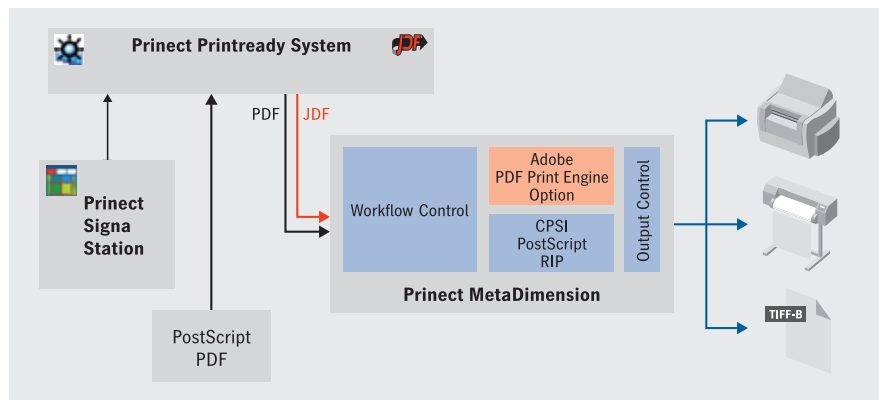 Prinect Printready System
JDF
PDF
JDF
Prinect
Signa
Station
PostScript
PDF
Workflow Control
Adobe
PDF Print Engine
Option
CPSI
PostScript
RIP
Output Control
Prinect MetaDimension
TIFF-B